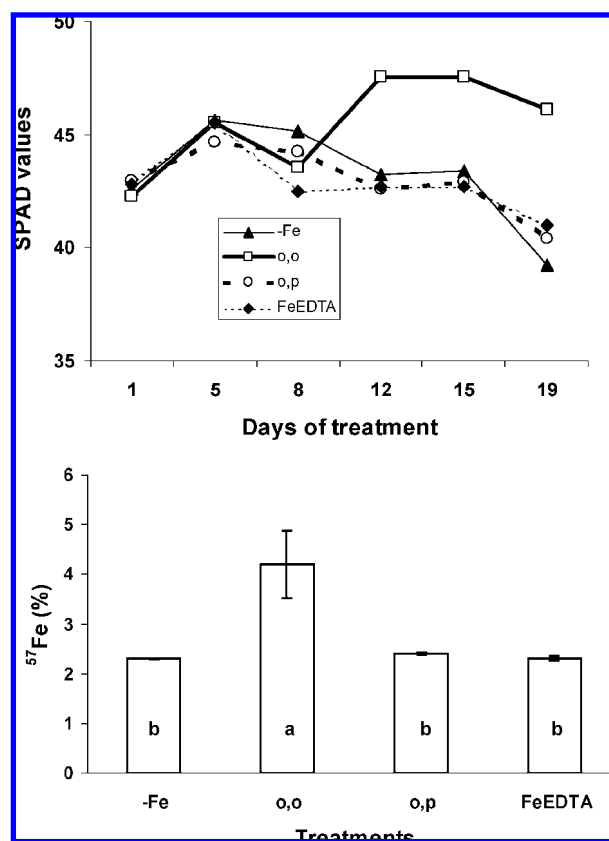 50
45
40
35
SPAD values
-Fe
o,o
o,p
FeEDTA
1 5 8 12 15 19
Days of treatment
6
5
4
3
2
1
0
57Fe (%)
b a b b
-Fe o,o o,p FeEDTA
Treatments